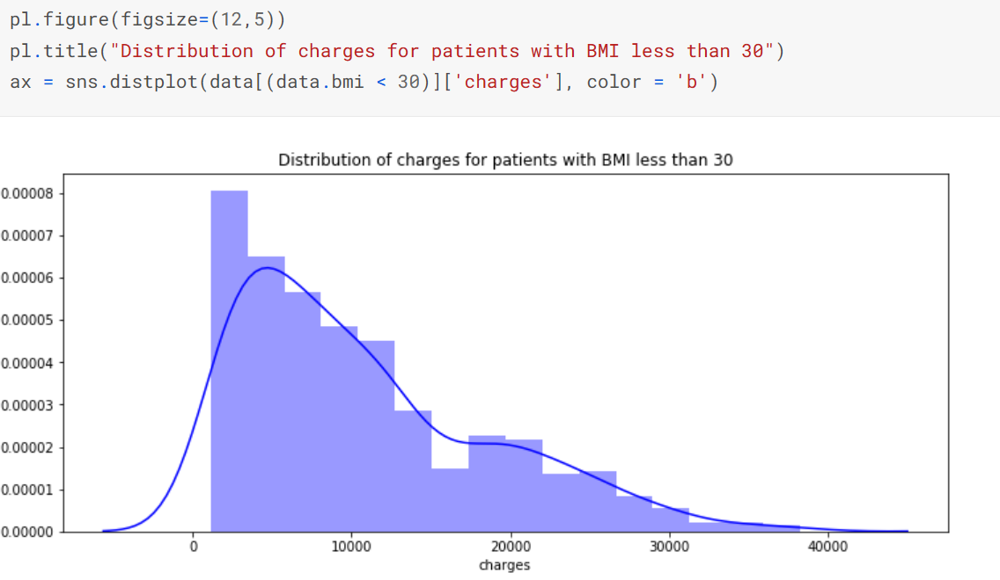 pl.figure(figsize=(12,5))
pl.title("Distribution of charges for patients with BMI less than 30")
ax = sns.distplot(data[(data.bmi < 30)]['charges'], color = 'b')
Distribution of charges for patients with BMI less than 30
0.00008
0.00007
0.00006
0.00005
0.00004
0.00003
0.00002
0.00001
0.00000
0 10000 20000 30000 40000
charges